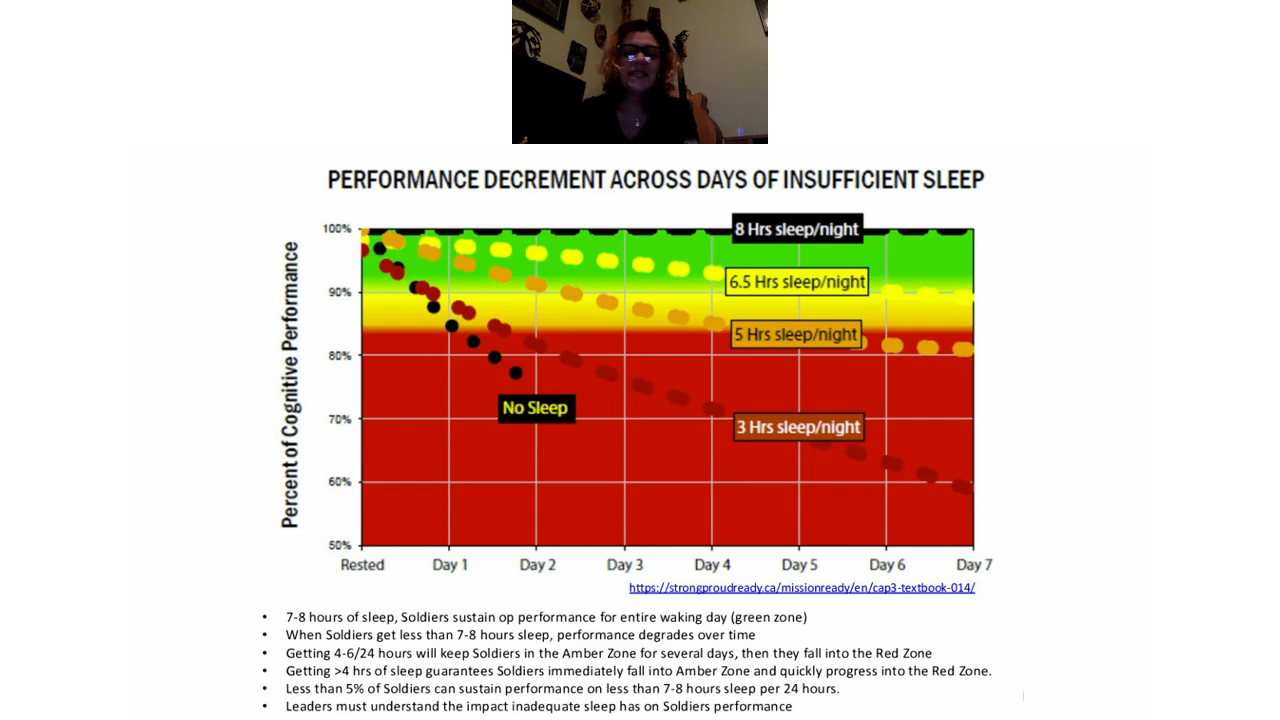 PERFORMANCE DECREMENT ACROSS DAYS OF INSUFFICIENT SLEEP
Percent of Cognitive Performance
100%
90%
80%
70%
60%
50%
8 Hrs sleep/night
6.5 Hrs sleep/night
5 Hrs sleep/night
No Sleep
3 Hrs sleep/night
Rested Day 1 Day 2 Day 3 Day 4 Day 5 Day 6 Day 7
https://strongproudready.ca/missionready/en/cap3-textbook-014/
• 7-8 hours of sleep, Soldiers sustain op performance for entire waking day (green zone)
• When Soldiers get less than 7-8 hours sleep, performance degrades over time
• Getting 4-6/24 hours will keep Soldiers in the Amber Zone for several days, then they fall into the Red Zone
• Getting >4 hrs of sleep guarantees Soldiers immediately fall into Amber Zone and quickly progress into the Red Zone.
• Less than 5% of Soldiers can sustain performance on less than 7-8 hours sleep per 24 hours.
• Leaders must understand the impact inadequate sleep has on Soldiers performance